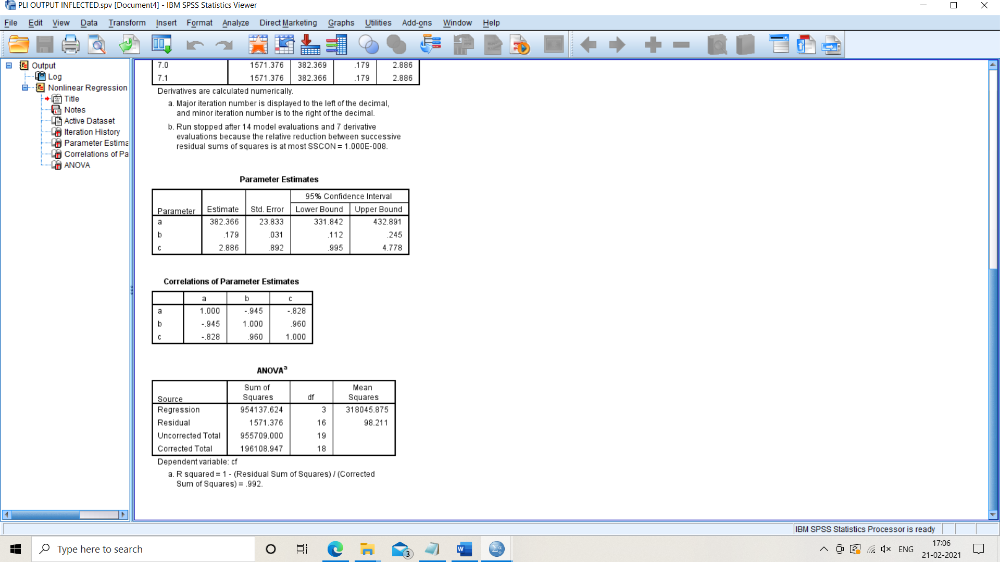 PLI OUTPUT INFLECTED.spv [Document4] - IBM SPSS Statistics Viewer
File Edit View Data Transform Insert Format Analyze Direct Marketing Graphs Utilities Add-ons Window Help
Output
Log
Nonlinear Regression
Title
Notes
Active Dataset
Iteration History
Parameter Estima
Correlations of Pa
ANOVA
7.0 1571.376 382.369 .179 2.886
7.1 1571.376 382.366 .179 2.886
Derivatives are calculated numerically.
a. Major iteration number is displayed to the left of the decimal,
and minor iteration number is to the right of the decimal.
b. Run stopped after 14 model evaluations and 7 derivative
evaluations because the relative reduction between successive
residual sums of squares is at most SSCON = 1.000E-008.
Parameter Estimates
95% Confidence Interval
Parameter Estimate Std. Error Lower Bound Upper Bound
a 382.366 23.833 331.842 432.891
b .179 .031 .112 .245
c 2.886 .892 .995 4.778
Correlations of Parameter Estimates
a b c
a 1.000 -.945 -.828
b -.945 1.000 .960
c -.828 .960 1.000
ANOVAa
Sum of Mean
Source Squares df Squares
Regression 954137.624 3 318045.875
Residual 1571.376 16 98.211
Uncorrected Total 955709.000 19
Corrected Total 196108.947 18
Dependent variable: cf
a. R squared = 1 - (Residual Sum of Squares) / (Corrected
Sum of Squares) = .992.
IBM SPSS Statistics Processor is ready
Type here to search
3
W
Σα
ENG
17:06
21-02-2021